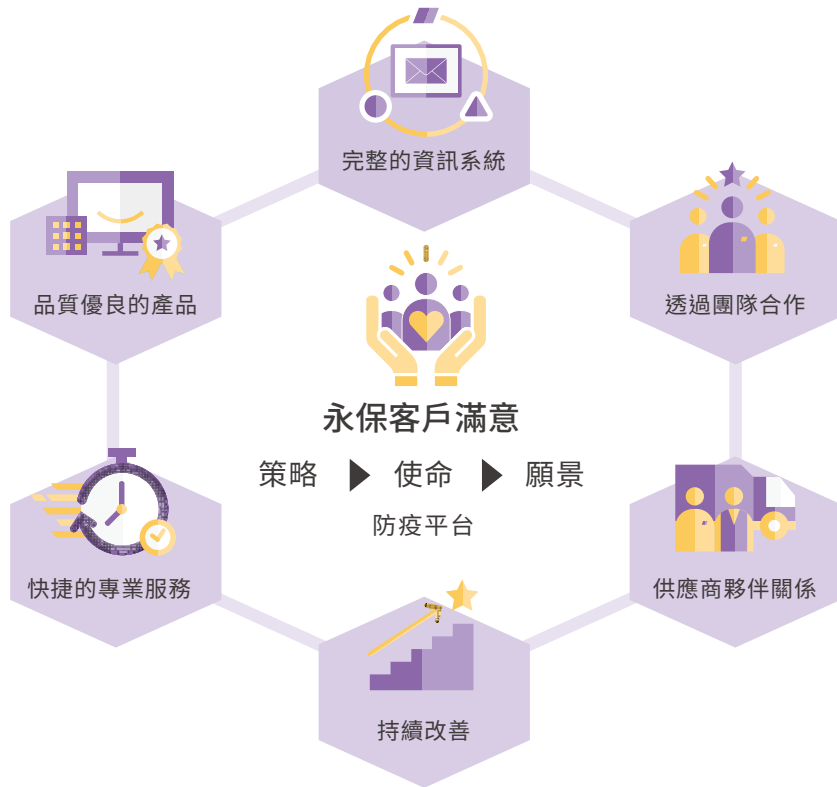 完整的資訊系統
品質優良的產品
透過團隊合作
永保客戶滿意
策略 ▶ 使命 ▶ 願景
防疫平台
快捷的專業服務
供應商夥伴關係
持續改善